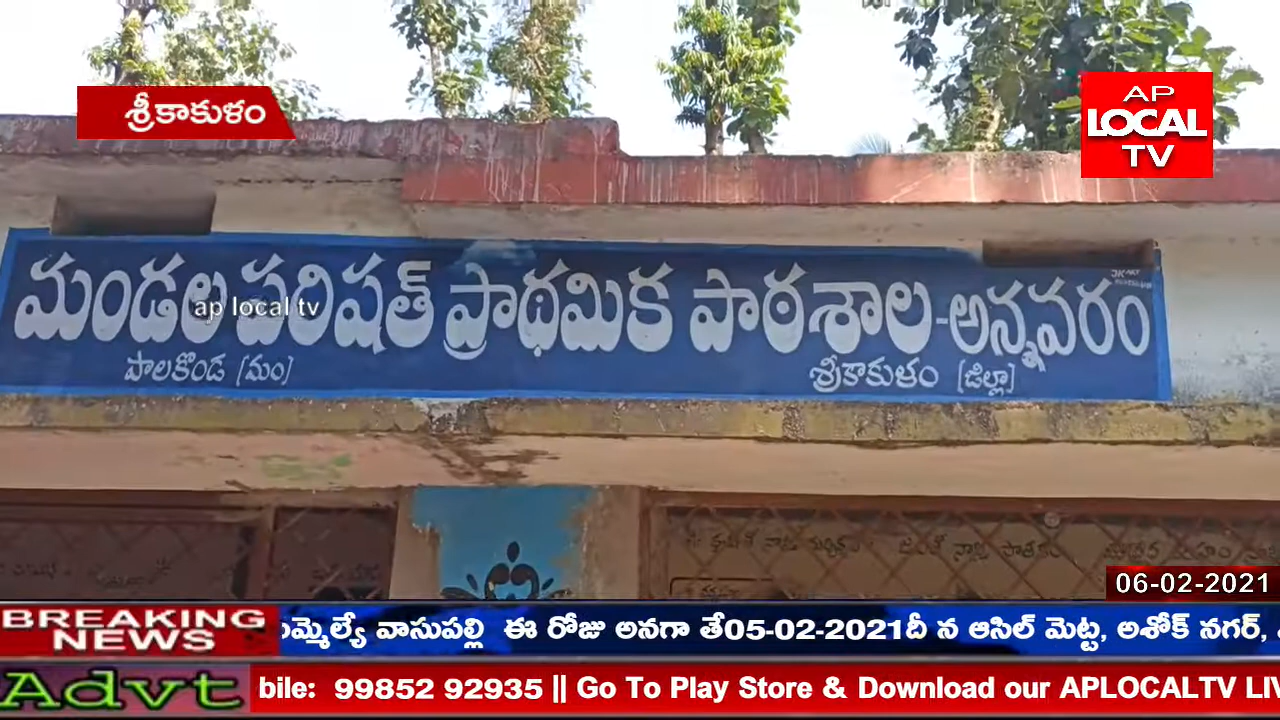 శ్రీకాకుళం
AP
LOCAL
TV
మండల పరిషత్ ప్రాథమిక పాఠశాల-అన్నవరం
ap local tv
పాలకొండ [మం]
శ్రీకాకుళం [జిల్లా]
06-02-2021
BREAKING
NEWS
ఎమ్మెల్యే వాసుపల్లి ఈ రోజు అనగా తే05-02-2021దీ న ఆసిల్ మెట్ట, అశోక్ నగర్,
Advt
bile: 99852 92935 || Go To Play Store & Download our APLOCALTV LIV